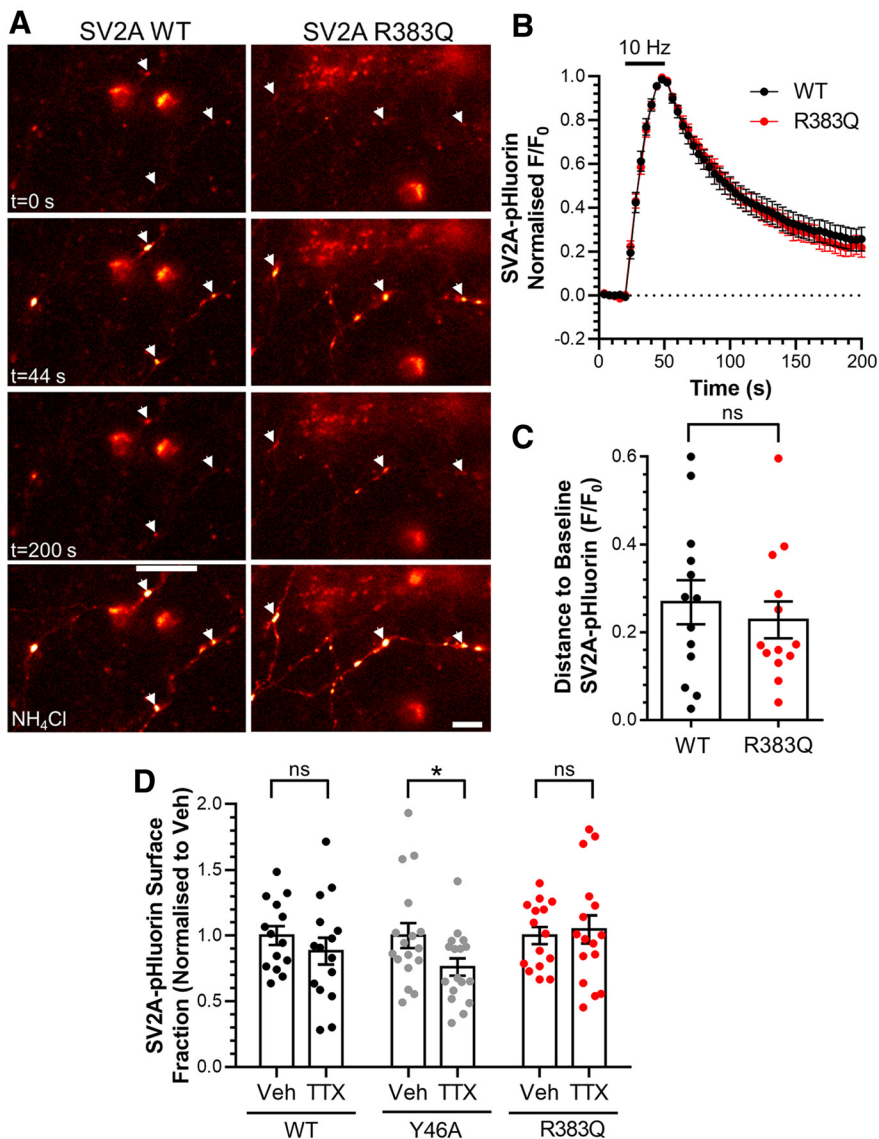 A
SV2A WT
SV2A R383Q
t=0 s
t=44 s
t=200 s
NH₄Cl
B
10 Hz
WT
R383Q
SV2A-pHluorin
Normalised F/F₀
1.0
0.8
0.6
0.4
0.2
0.0
-0.2
0
50
100
150
200
Time (s)
C
ns
Distance to Baseline
SV2A-pHluorin (F/F₀)
0.6
0.4
0.2
0.0
WT
R383Q
D
ns
*
ns
SV2A-pHluorin Surface
Fraction (Normalised to Veh)
2.0
1.5
1.0
0.5
0.0
Veh TTX
Veh TTX
Veh TTX
WT
Y46A
R383Q